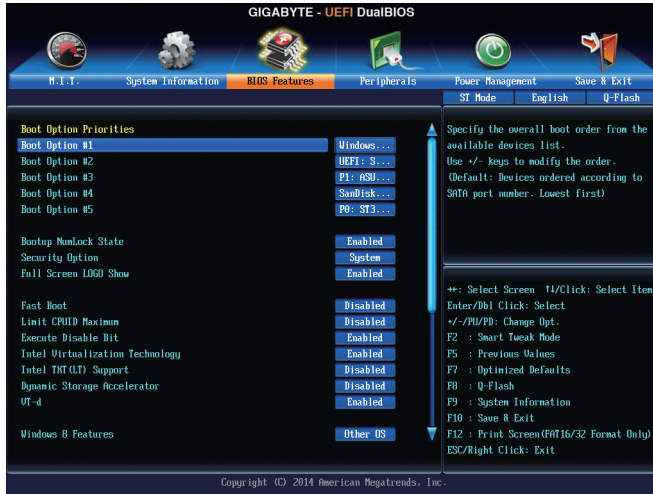 GIGABYTE - UEFI DualBIOS
M.I.T. System Information BIOS Features Peripherals Power Management Save & Exit
ST Mode English Q-Flash
Boot Option Priorities
Boot Option #1 Windows...
Boot Option #2 UEFI: S...
Boot Option #3 P1: ASU...
Boot Option #4 SanDisk...
Boot Option #5 P0: ST3...
Bootup NumLock State Enabled
Security Option System
Full Screen LOGO Show Enabled
Fast Boot Disabled
Limit CPUID Maximum Disabled
Execute Disable Bit Enabled
Intel Virtualization Technology Enabled
Intel TXT(LT) Support Disabled
Dynamic Storage Accelerator Disabled
VT-d Enabled
Windows 8 Features Other OS
Specify the overall boot order from the
available devices list.
Use +/- keys to modify the order.
(Default: Devices ordered according to
SATA port number. Lowest first)
→←: Select Screen ↑↓/Click: Select Item
Enter/Dbl Click: Select
+/-/PU/PD: Change Opt.
F2 : Smart Tweak Mode
F5 : Previous Values
F7 : Optimized Defaults
F8 : Q-Flash
F9 : System Information
F10 : Save & Exit
F12 : Print Screen(FAT16/32 Format Only)
ESC/Right Click: Exit
Copyright (C) 2014 American Megatrends, Inc.